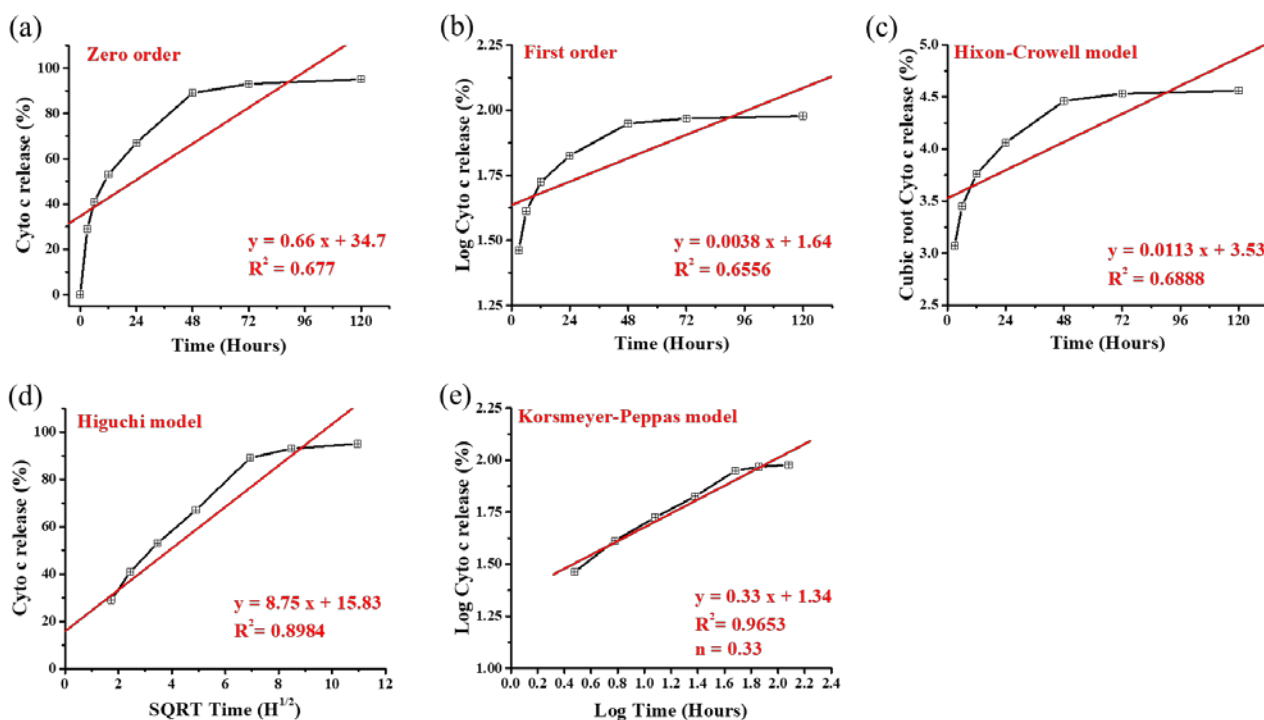 (a)
Zero order
Cyto c release (%)
100
80
60
40
20
0
y = 0.66 x + 34.7
R² = 0.677
0 24 48 72 96 120
Time (Hours)
(b)
First order
Log Cyto c release (%)
2.25
2.00
1.75
1.50
1.25
y = 0.0038 x + 1.64
R² = 0.6556
0 24 48 72 96 120
Time (Hours)
(c)
Hixon-Crowell model
Cubic root Cyto c release (%)
5.0
4.5
4.0
3.5
3.0
2.5
y = 0.0113 x + 3.53
R² = 0.6888
0 24 48 72 96 120
Time (Hours)
(d)
Higuchi model
Cyto c release (%)
100
80
60
40
20
0
y = 8.75 x + 15.83
R²= 0.8984
0 2 4 6 8 10 12
SQRT Time (H^1/2)
(e)
Korsmeyer-Peppas model
Log Cyto c release (%)
2.25
2.00
1.75
1.50
1.25
1.00
y = 0.33 x + 1.34
R²= 0.9653
n = 0.33
0.0 0.2 0.4 0.6 0.8 1.0 1.2 1.4 1.6 1.8 2.0 2.2 2.4
Log Time (Hours)